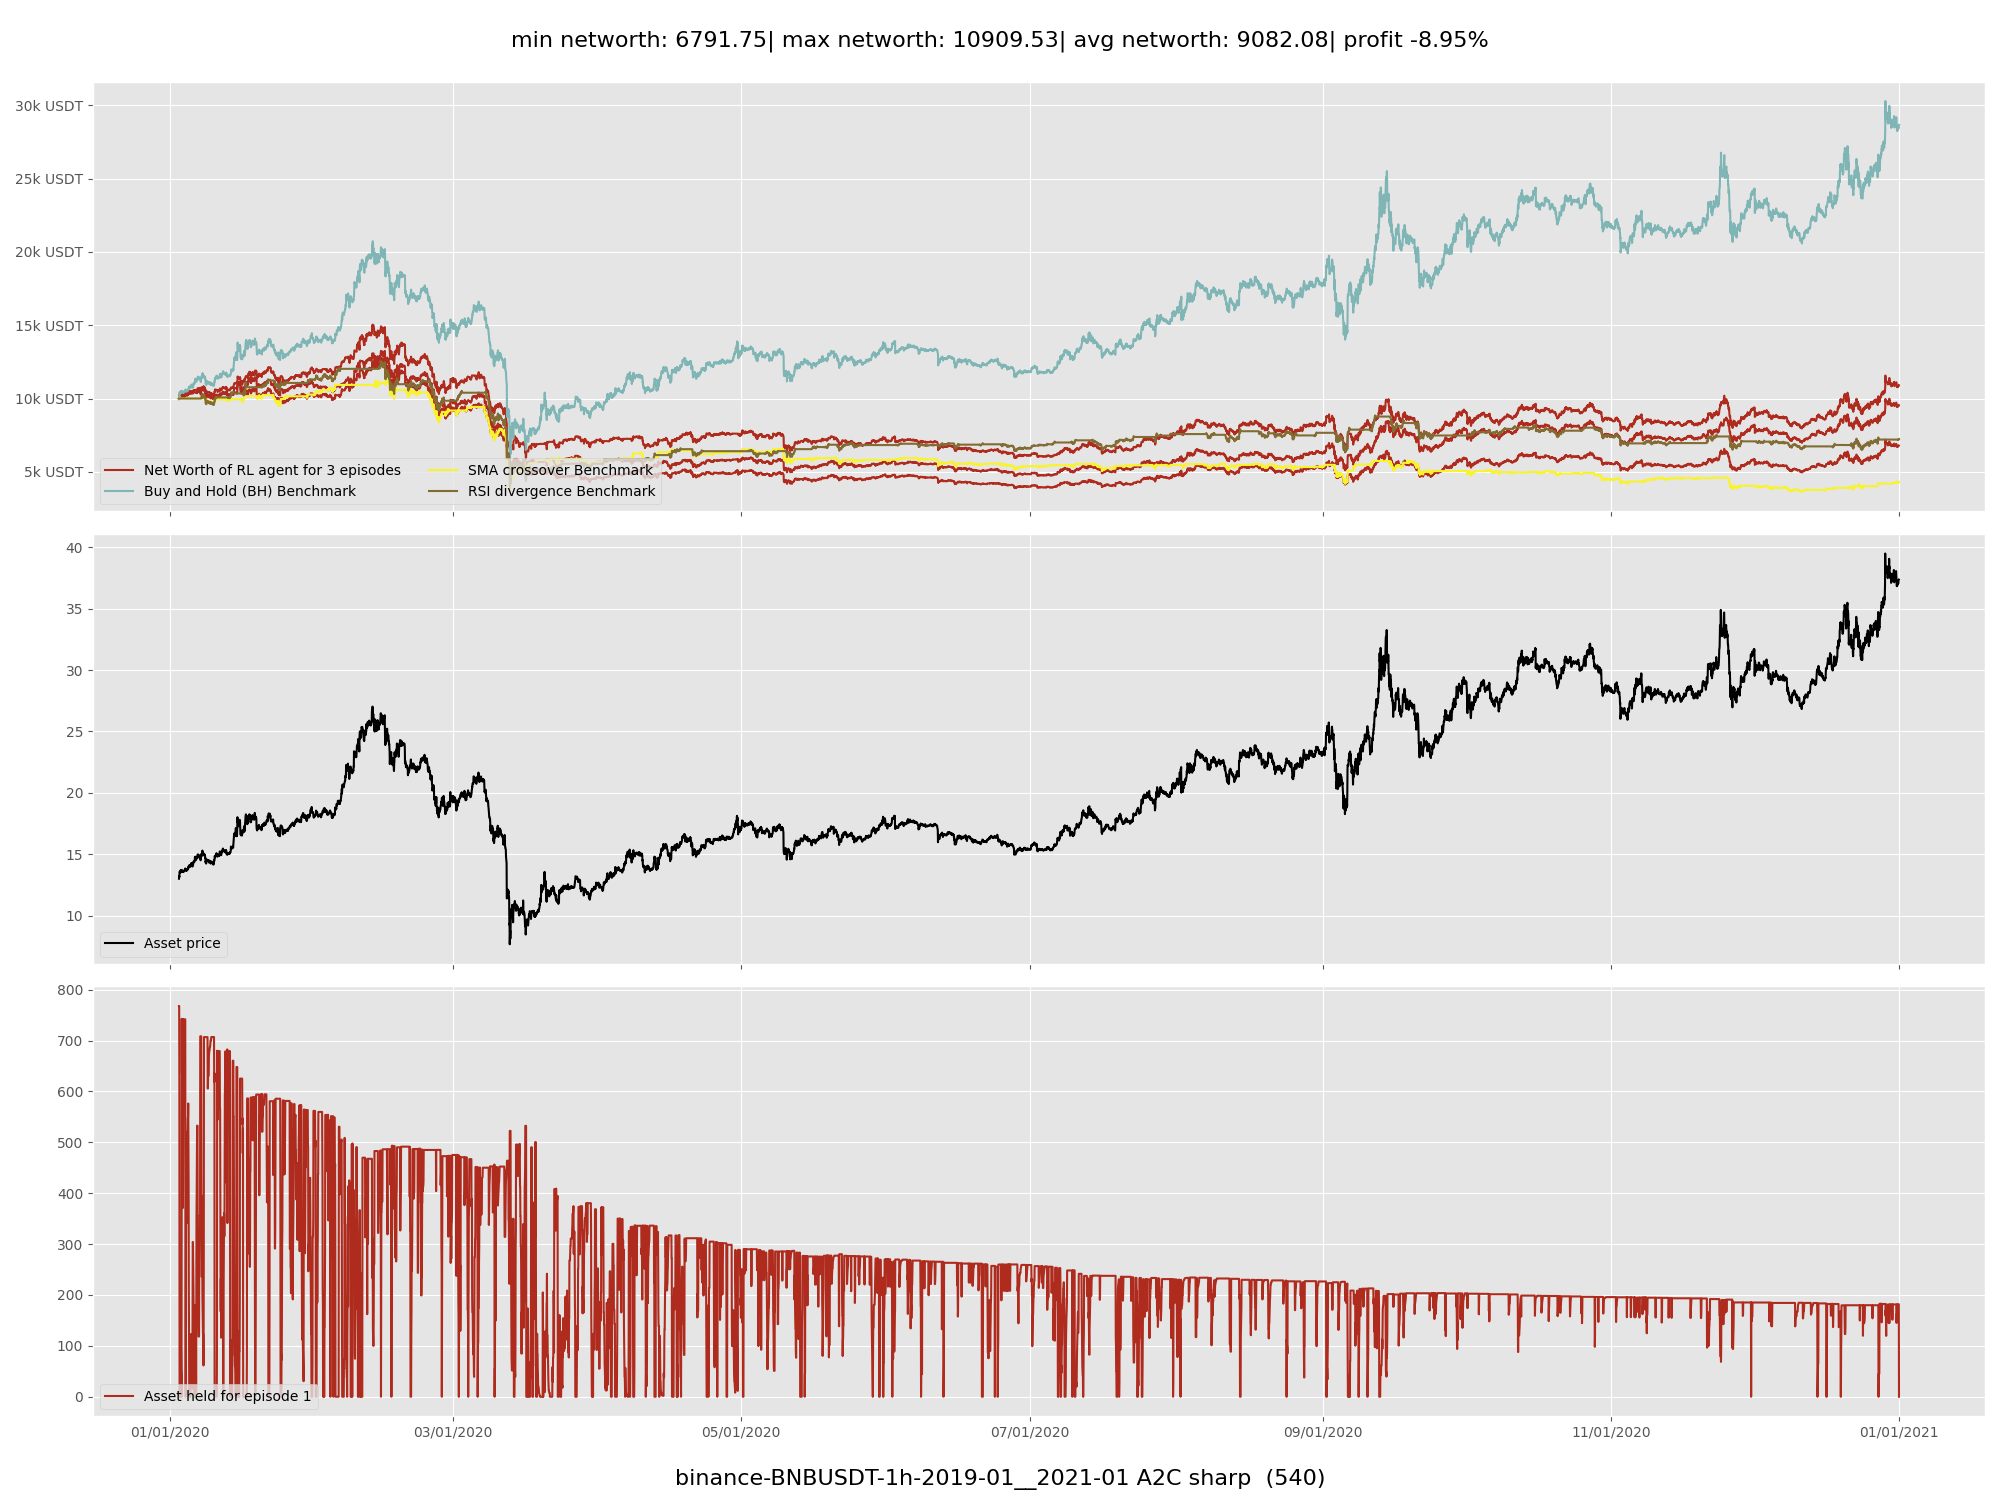 min networth: 6791.75| max networth: 10909.53| avg networth: 9082.08| profit -8.95%
30k USDT
25k USDT
20k USDT
15k USDT
10k USDT
5k USDT
Net Worth of RL agent for 3 episodes
Buy and Hold (BH) Benchmark
SMA crossover Benchmark
RSI divergence Benchmark
40
35
30
25
20
15
10
Asset price
800
700
600
500
400
300
200
100
0
Asset held for episode 1
01/01/2020 03/01/2020 05/01/2020 07/01/2020 09/01/2020 11/01/2020 01/01/2021
binance-BNBUSDT-1h-2019-01__2021-01 A2C sharp (540)